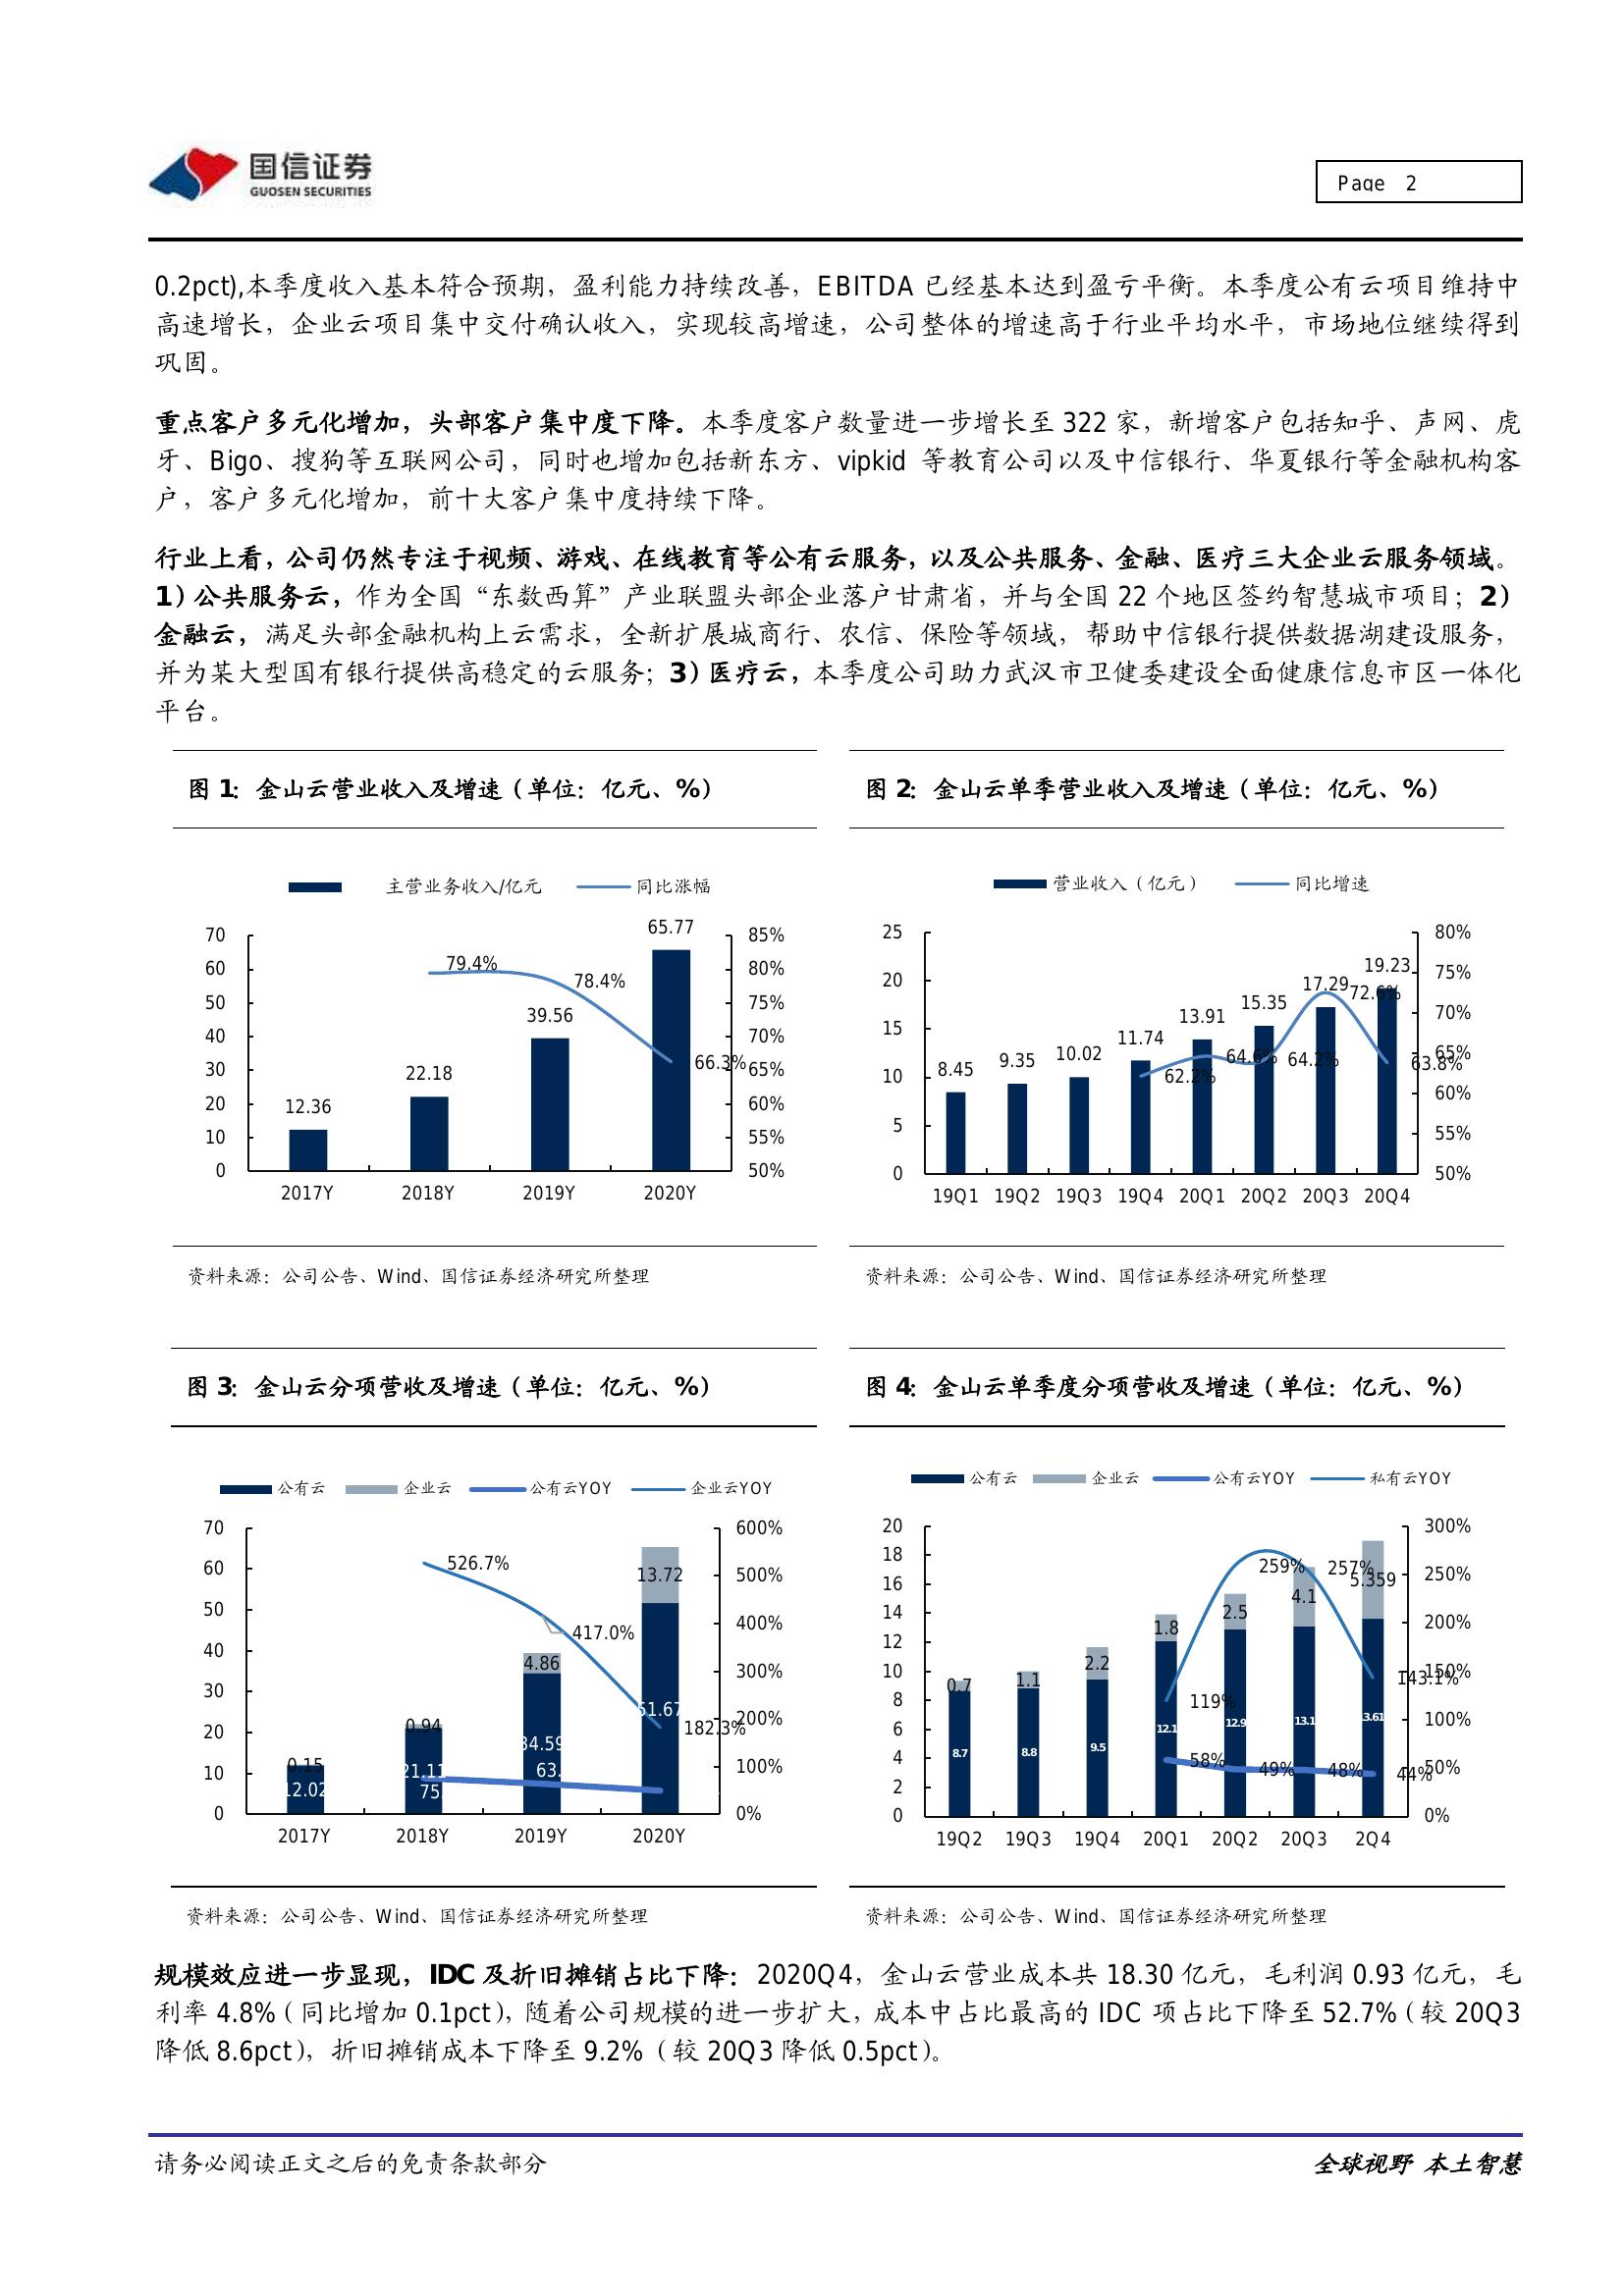 国信证券
GUOSEN SECURITIES
Page 2
0.2pct),本季度收入基本符合预期，盈利能力持续改善，EBITDA 已经基本达到盈亏平衡。本季度公有云项目维持中
高速增长，企业云项目集中交付确认收入，实现较高增速，公司整体的增速高于行业平均水平，市场地位继续得到
巩固。
重点客户多元化增加，头部客户集中度下降。本季度客户数量进一步增长至 322 家，新增客户包括知乎、声网、虎
牙、Bigo、搜狗等互联网公司，同时也增加包括新东方、vipkid 等教育公司以及中信银行、华夏银行等金融机构客
户，客户多元化增加，前十大客户集中度持续下降。
行业上看，公司仍然专注于视频、游戏、在线教育等公有云服务，以及公共服务、金融、医疗三大企业云服务领域。
1）公共服务云，作为全国“东数西算”产业联盟头部企业落户甘肃省，并与全国 22 个地区签约智慧城市项目；2）
金融云，满足头部金融机构上云需求，全新扩展城商行、农信、保险等领域，帮助中信银行提供数据湖建设服务，
并为某大型国有银行提供高稳定的云服务；3）医疗云，本季度公司助力武汉市卫健委建设全面健康信息市区一体化
平台。
图 1：金山云营业收入及增速（单位：亿元、%）
主营业务收入/亿元 同比涨幅
70 60 50 40 30 20 10 0
12.36 22.18 39.56 65.77
79.4% 78.4% 66.3%
85% 80% 75% 70% 65% 60% 55% 50%
2017Y 2018Y 2019Y 2020Y
资料来源：公司公告、Wind、国信证券经济研究所整理
图 2：金山云单季营业收入及增速（单位：亿元、%）
营业收入（亿元） 同比增速
25 20 15 10 5 0
8.45 9.35 10.02 11.74 13.91 15.35 17.29 19.23
62.2% 64.6% 64.2% 72.6% 63.8%
80% 75% 70% 65% 60% 55% 50%
19Q1 19Q2 19Q3 19Q4 20Q1 20Q2 20Q3 20Q4
资料来源：公司公告、Wind、国信证券经济研究所整理
图 3：金山云分项营收及增速（单位：亿元、%）
公有云 企业云 公有云YOY 企业云YOY
70 60 50 40 30 20 10 0
0.15 0.94 4.86 13.72
12.02 21.11 34.59 51.67
526.7% 417.0% 182.3%
75. 63.
600% 500% 400% 300% 200% 100% 0%
2017Y 2018Y 2019Y 2020Y
资料来源：公司公告、Wind、国信证券经济研究所整理
图 4：金山云单季度分项营收及增速（单位：亿元、%）
公有云 企业云 公有云YOY 私有云YOY
20 18 16 14 12 10 8 6 4 2 0
0.7 1.1 2.2 1.8 2.5 4.1 5.359
8.7 8.8 9.5 12.1 12.9 13.1 13.61
119% 259% 257% 143.1%
58% 49% 48% 44%
300% 250% 200% 150% 100% 50% 0%
19Q2 19Q3 19Q4 20Q1 20Q2 20Q3 2Q4
资料来源：公司公告、Wind、国信证券经济研究所整理
规模效应进一步显现，IDC 及折旧摊销占比下降：2020Q4，金山云营业成本共 18.30 亿元，毛利润 0.93 亿元，毛
利率 4.8%（同比增加 0.1pct），随着公司规模的进一步扩大，成本中占比最高的 IDC 项占比下降至 52.7%（较 20Q3
降低 8.6pct），折旧摊销成本下降至 9.2%（较 20Q3 降低 0.5pct）。
请务必阅读正文之后的免责条款部分
全球视野 本土智慧